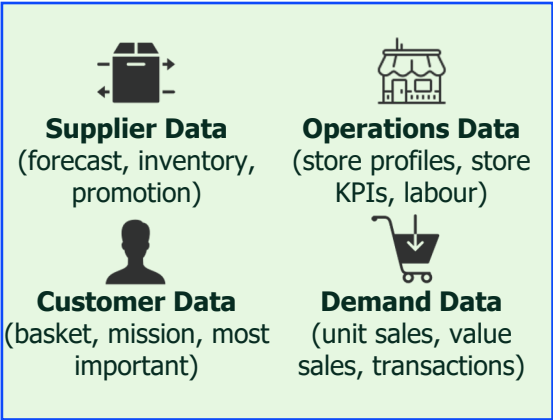 Supplier Data
(forecast, inventory,
promotion)
Operations Data
(store profiles, store
KPIs, labour)
Customer Data
(basket, mission, most
important)
Demand Data
(unit sales, value
sales, transactions)